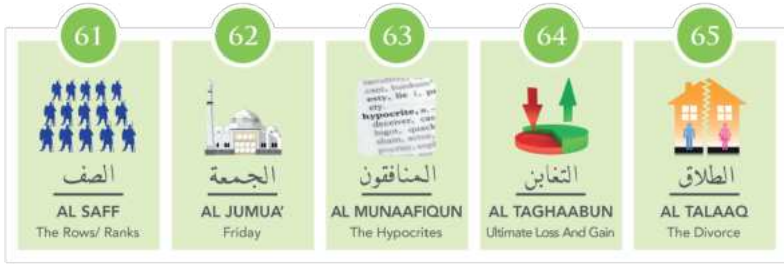 61
الصف
AL SAFF
The Rows/ Ranks
62
الجمعة
AL JUMUA'
Friday
63
hypocrite,
deceiver,
المنافقون
AL MUNAAFIQUN
The Hypocrites
64
التغابن
AL TAGHAABUN
Ultimate Loss And Gain
65
الطلاق
AL TALAAQ
The Divorce